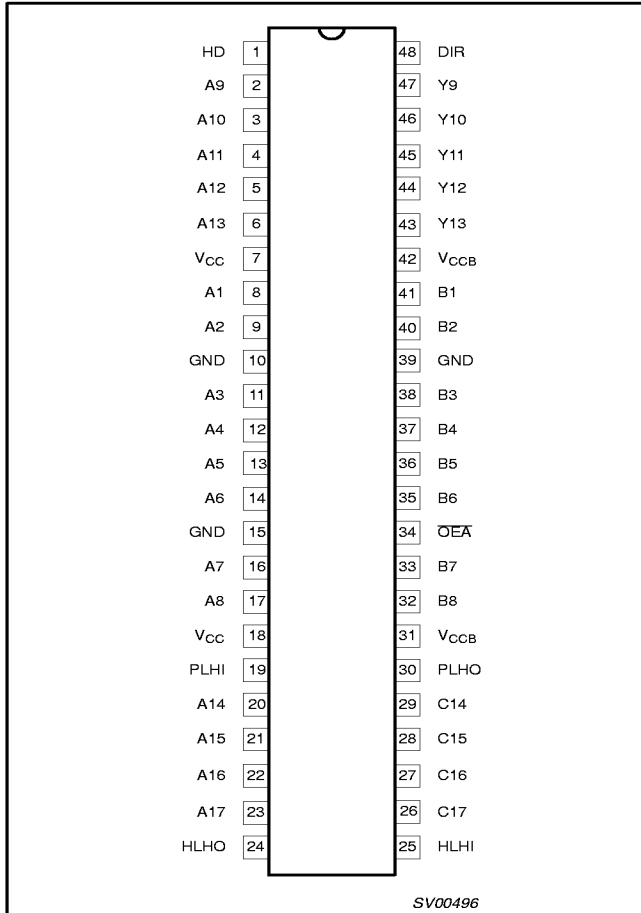 HD 1 48 DIR
A9 2 47 Y9
A10 3 46 Y10
A11 4 45 Y11
A12 5 44 Y12
A13 6 43 Y13
VCC 7 42 VCCB
A1 8 41 B1
A2 9 40 B2
GND 10 39 GND
A3 11 38 B3
A4 12 37 B4
A5 13 36 B5
A6 14 35 B6
GND 15 34 O̅E̅A̅
A7 16 33 B7
A8 17 32 B8
VCC 18 31 VCCB
PLHI 19 30 PLHO
A14 20 29 C14
A15 21 28 C15
A16 22 27 C16
A17 23 26 C17
HLHO 24 25 HLHI
SV00496